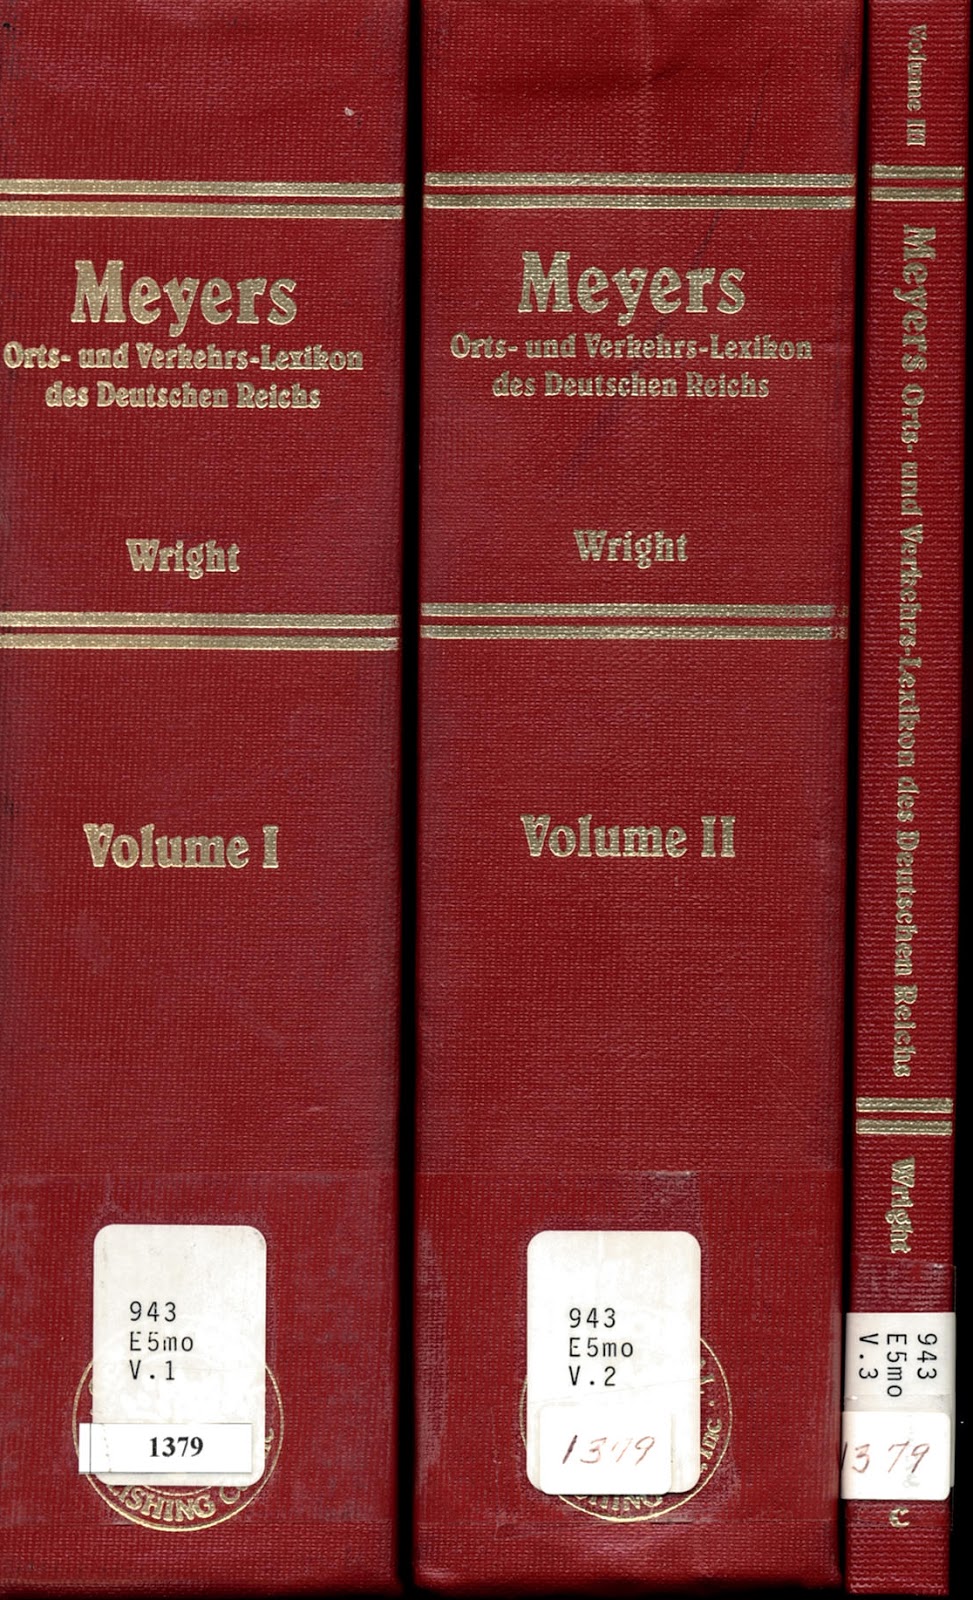 Meyers
Orts- und Verkehrs-Lexikon
des Deutschen Reichs
Wright
Volume I
943
E5mo
V.1
1379
Meyers
Orts- und Verkehrs-Lexikon
des Deutschen Reichs
Wright
Volume II
943
E5mo
V.2
1379
Volume III
Meyers Orts- und Verkehrs-Lexikon des Deutschen Reichs
Wright
943
E5mo
V.3
1379